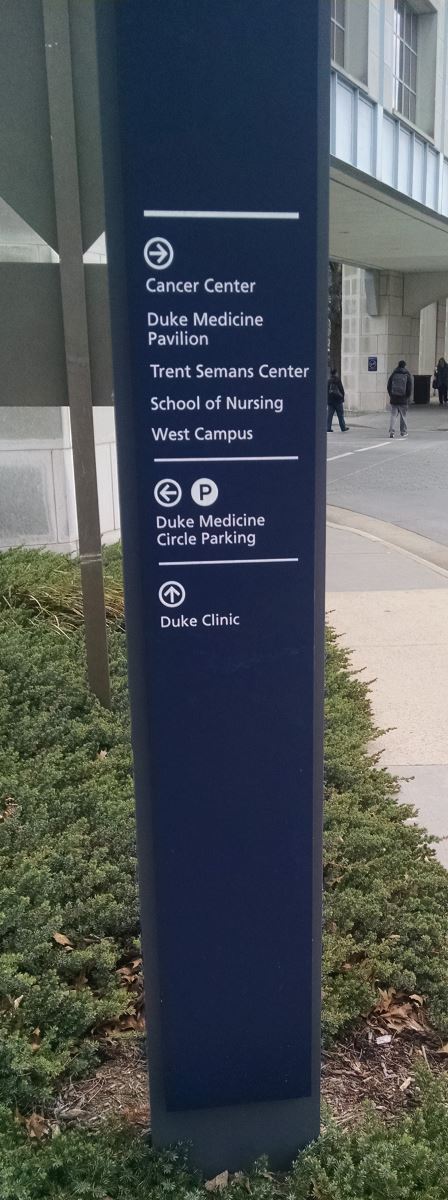 Cancer Center
Duke Medicine
Pavilion
Trent Semans Center
School of Nursing
West Campus
P
Duke Medicine
Circle Parking
Duke Clinic